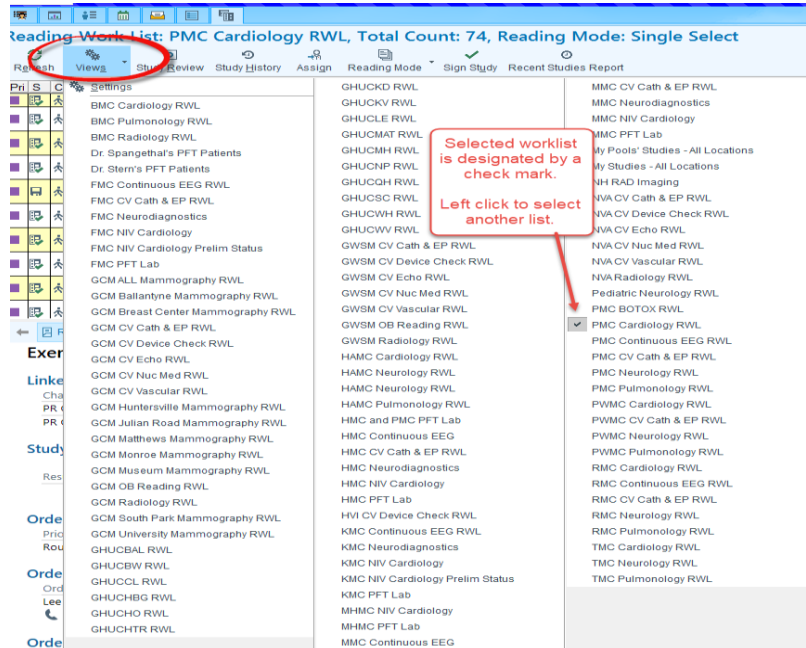 Reading Work List: PMC Cardiology RWL, Total Count: 74, Reading Mode: Single Select
Refresh Views Study Review Study History Assign Reading Mode Sign Study Recent Studies Report
Pri S C
Settings
BMC Cardiology RWL
BMC Pulmonology RWL
BMC Radiology RWL
Dr. Spangethal's PFT Patients
Dr. Stern's PFT Patients
FMC Continuous EEG RWL
FMC CV Cath & EP RWL
FMC Neurodiagnostics
FMC NIV Cardiology
FMC NIV Cardiology Prelim Status
FMC PFT Lab
GCM ALL Mammography RWL
GCM Ballantyne Mammography RWL
GCM Breast Center Mammography RWL
GCM CV Cath & EP RWL
GCM CV Device Check RWL
GCM CV Echo RWL
GCM CV Nuc Med RWL
GCM CV Vascular RWL
GCM Huntersville Mammography RWL
GCM Julian Road Mammography RWL
GCM Matthews Mammography RWL
GCM Monroe Mammography RWL
GCM Museum Mammography RWL
GCM OB Reading RWL
GCM Radiology RWL
GCM South Park Mammography RWL
GCM University Mammography RWL
GHUCBAL RWL
GHUCBW RWL
GHUCCL RWL
GHUCHBG RWL
GHUCHO RWL
GHUCHTR RWL
GHUCKD RWL
GHUCKV RWL
GHUCLE RWL
GHUCMAT RWL
GHUCMH RWL
GHUCNP RWL
GHUCQH RWL
GHUCSC RWL
GHUCWH RWL
GHUCWV RWL
GWSM CV Cath & EP RWL
GWSM CV Device Check RWL
GWSM CV Echo RWL
GWSM CV Nuc Med RWL
GWSM CV Vascular RWL
GWSM OB Reading RWL
GWSM Radiology RWL
HAMC Cardiology RWL
HAMC Neurology RWL
HAMC Neurology RWL
HAMC Pulmonology RWL
HMC and PMC PFT Lab
HMC Continuous EEG
HMC CV Cath & EP RWL
HMC Neurodiagnostics
HMC NIV Cardiology
HMC PFT Lab
HVI CV Device Check RWL
KMC Continuous EEG RWL
KMC Neurodiagnostics
KMC NIV Cardiology
KMC NIV Cardiology Prelim Status
KMC PFT Lab
MHMC NIV Cardiology
MHMC PFT Lab
MMC Continuous EEG
MMC CV Cath & EP RWL
MMC Neurodiagnostics
MMC NIV Cardiology
MMC PFT Lab
My Pools' Studies - All Locations
My Studies - All Locations
NH RAD Imaging
NVA CV Cath & EP RWL
NVA CV Device Check RWL
NVA CV Echo RWL
NVA CV Nuc Med RWL
NVA CV Vascular RWL
NVA Radiology RWL
Pediatric Neurology RWL
PMC BOTOX RWL
PMC Cardiology RWL
PMC Continuous EEG RWL
PMC CV Cath & EP RWL
PMC Neurology RWL
PMC Pulmonology RWL
PWMC Cardiology RWL
PWMC CV Cath & EP RWL
PWMC Neurology RWL
PWMC Pulmonology RWL
RMC Cardiology RWL
RMC Continuous EEG RWL
RMC CV Cath & EP RWL
RMC Neurology RWL
RMC Pulmonology RWL
TMC Cardiology RWL
TMC Neurology RWL
TMC Pulmonology RWL
Selected worklist
is designated by a
check mark.
Left click to select
another list.
R
Exer
Linke
Cha
PR
PR
Study
Res
Orde
Prio
Rou
Orde
Ord
Lee
Orde